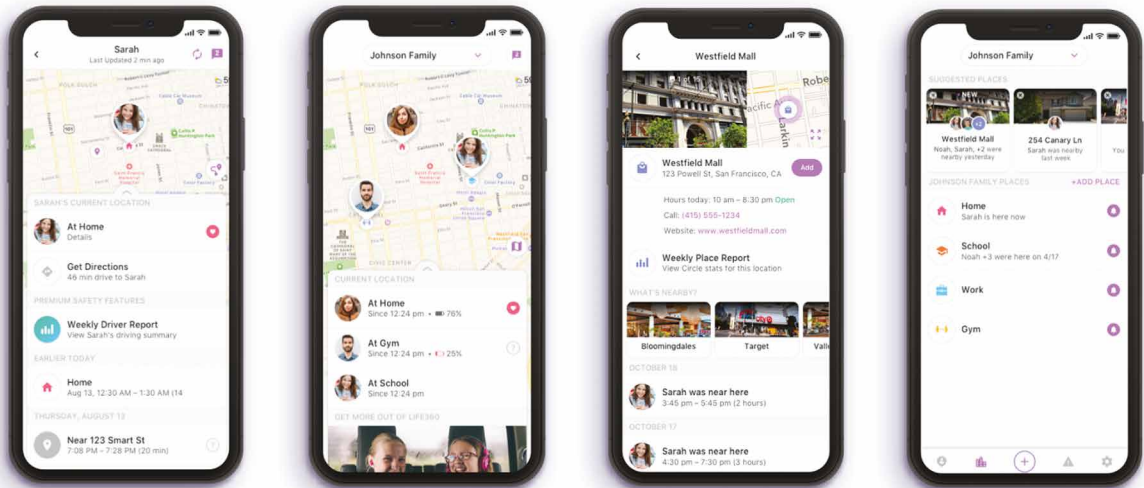 Sarah
Last Updated 2 min ago
101
SARAH'S CURRENT LOCATION
At Home
Details
Get Directions
46 min drive to Sarah
PREMIUM SAFETY FEATURES
Weekly Driver Report
View Sarah's driving summary
EARLIER TODAY
Home
Aug 13, 12:30 AM – 1:30 AM (14
THURSDAY, AUGUST 13
Near 123 Smart St
7:08 PM – 7:28 PM (20 min)
Johnson Family
101
CIVIC CENTER
CURRENT LOCATION
At Home
Since 12:24 pm • 76%
At Gym
Since 12:24 pm • 25%
At School
Since 12:24 pm
GET MORE OUT OF LIFE360
Westfield Mall
Larkin
Westfield Mall
123 Powell St, San Francisco, CA
Add
Hours today: 10 am – 8:30 pm Open
Call: (415) 555-1234
Website: www.westfieldmall.com
Weekly Place Report
View Circle stats for this location
WHAT'S NEARBY?
Bloomingdales
Target
Valle
OCTOBER 18
Sarah was near here
3:45 pm – 5:45 pm (2 hours)
OCTOBER 17
Sarah was near here
4:30 pm – 7:30 pm (3 hours)
Johnson Family
SUGGESTED PLACES
NEW
+2
Westfield Mall
Noah, Sarah, +2 were
nearby yesterday
254 Canary Ln
Sarah was nearby
last week
You
JOHNSON FAMILY PLACES
+ADD PLACE
Home
Sarah is here now
School
Noah +3 were here on 4/17
Work
Gym